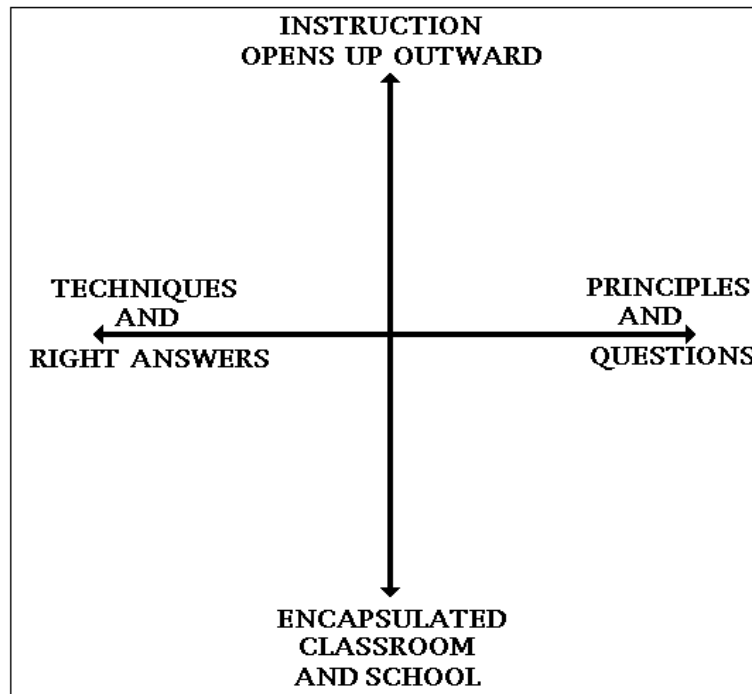 INSTRUCTION
OPENS UP OUTWARD
TECHNIQUES
AND
RIGHT ANSWERS
PRINCIPLES
AND
QUESTIONS
ENCAPSULATED
CLASSROOM
AND SCHOOL